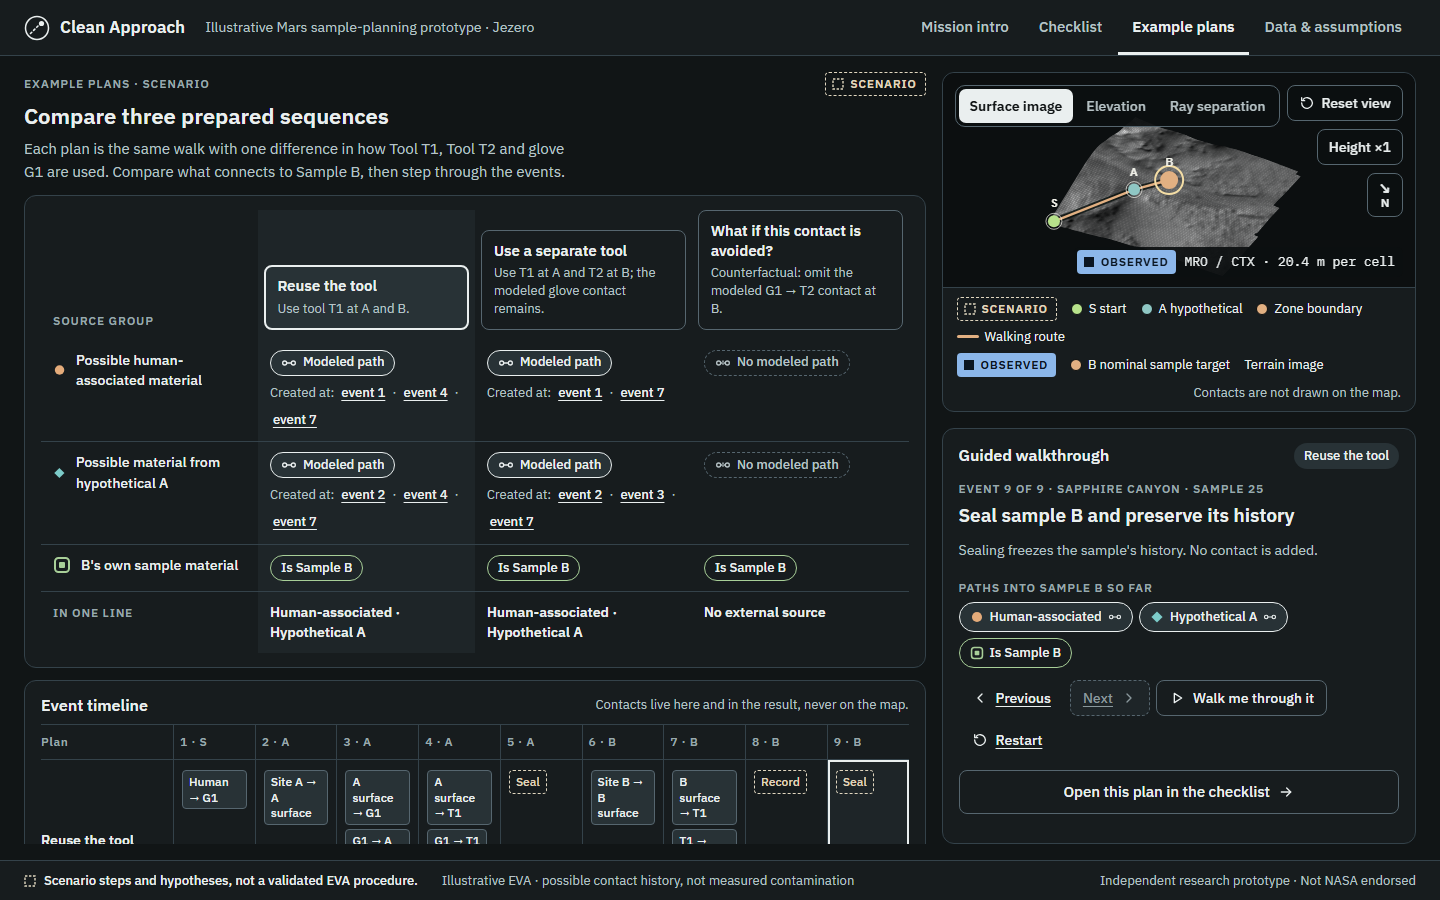 Clean Approach
Illustrative Mars sample-planning prototype · Jezero
Mission intro
Checklist
Example plans
Data & assumptions
EXAMPLE PLANS · SCENARIO
SCENARIO
Compare three prepared sequences
Each plan is the same walk with one difference in how Tool T1, Tool T2 and glove
G1 are used. Compare what connects to Sample B, then step through the events.
SOURCE GROUP
Reuse the tool
Use tool T1 at A and B.
Use a separate tool
Use T1 at A and T2 at B; the
modeled glove contact
remains.
What if this contact is
avoided?
Counterfactual: omit the
modeled G1 → T2 contact at
B.
Possible human-
associated material
Modeled path
Created at: event 1 · event 4 ·
event 7
Modeled path
Created at: event 1 · event 7
No modeled path
Possible material from
hypothetical A
Modeled path
Created at: event 2 · event 4 ·
event 7
Modeled path
Created at: event 2 · event 3 ·
event 7
No modeled path
B's own sample material
Is Sample B
Is Sample B
Is Sample B
IN ONE LINE
Human-associated ·
Hypothetical A
Human-associated ·
Hypothetical A
No external source
Event timeline
Contacts live here and in the result, never on the map.
Plan
1 · S
2 · A
3 · A
4 · A
5 · A
6 · B
7 · B
8 · B
9 · B
Reuse the tool
Human
→ G1
Site A →
A
surface
A
surface
→ G1
G1 → A
A
surface
→ T1
G1 → T1
Seal
Site B →
B
surface
B
surface
→ T1
T1 →
Record
Seal
Surface image
Elevation
Ray separation
Reset view
Height ×1
↘
N
S
A
B
OBSERVED
MRO / CTX · 20.4 m per cell
SCENARIO
S start
A hypothetical
Zone boundary
Walking route
OBSERVED
B nominal sample target
Terrain image
Contacts are not drawn on the map.
Guided walkthrough
Reuse the tool
EVENT 9 OF 9 · SAPPHIRE CANYON · SAMPLE 25
Seal sample B and preserve its history
Sealing freezes the sample's history. No contact is added.
PATHS INTO SAMPLE B SO FAR
Human-associated
Hypothetical A
Is Sample B
Previous
Next
Walk me through it
Restart
Open this plan in the checklist →
Scenario steps and hypotheses, not a validated EVA procedure.
Illustrative EVA · possible contact history, not measured contamination
Independent research prototype · Not NASA endorsed